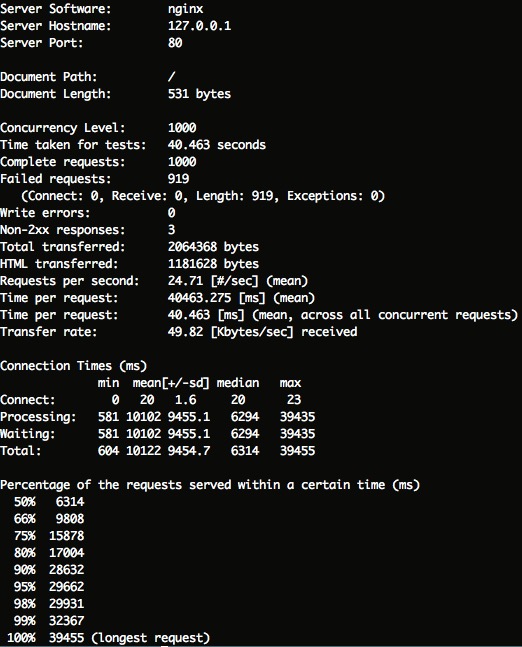 Server Software:        nginx
Server Hostname:        127.0.0.1
Server Port:            80

Document Path:          /
Document Length:        531 bytes

Concurrency Level:      1000
Time taken for tests:   40.463 seconds
Complete requests:      1000
Failed requests:        919
   (Connect: 0, Receive: 0, Length: 919, Exceptions: 0)
Write errors:           0
Non-2xx responses:      3
Total transferred:      2064368 bytes
HTML transferred:       1181628 bytes
Requests per second:    24.71 [#/sec] (mean)
Time per request:       40463.275 [ms] (mean)
Time per request:       40.463 [ms] (mean, across all concurrent requests)
Transfer rate:          49.82 [Kbytes/sec] received

Connection Times (ms)
              min  mean[+/-sd] median   max
Connect:        0   20   1.6     20      23
Processing:   581 10102 9455.1   6294   39435
Waiting:      581 10102 9455.1   6294   39435
Total:        604 10122 9454.7   6314   39455

Percentage of the requests served within a certain time (ms)
  50%   6314
  66%   9808
  75%  15878
  80%  17004
  90%  28632
  95%  29662
  98%  29931
  99%  32367
 100%  39455 (longest request)